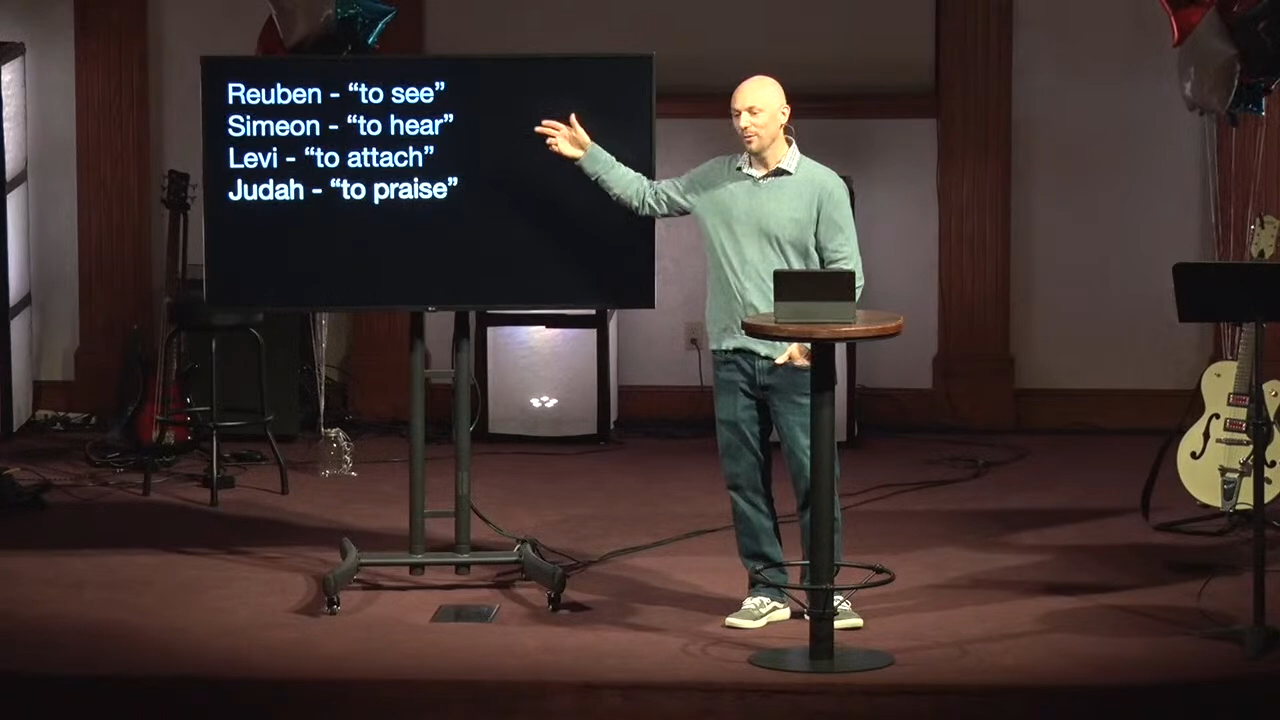 Reuben - “to see”
Simeon - “to hear”
Levi - “to attach”
Judah - “to praise”